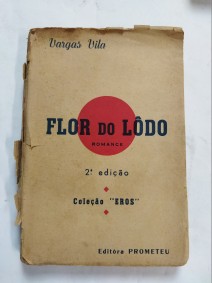 Vargas Vila
FLOR DO LÔDO
ROMANCE
2ª edição
Coleção "EROS"
Editôra PROMETEU